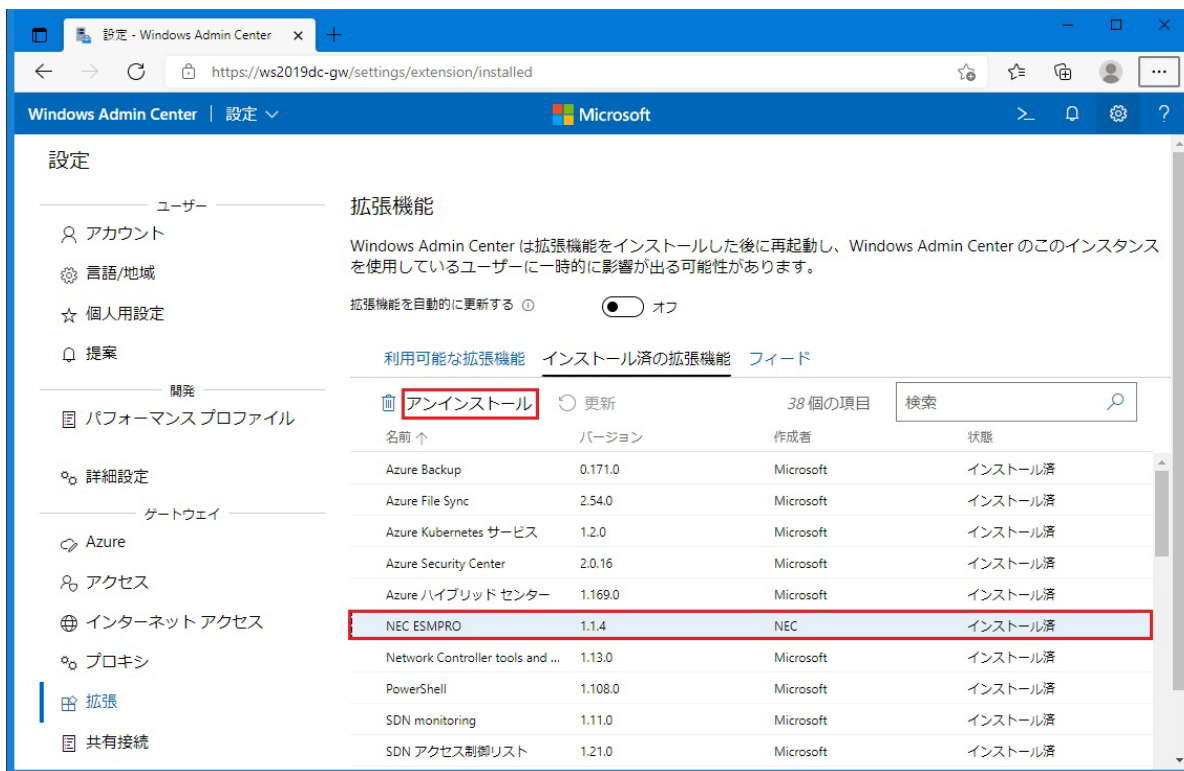 設定 - Windows Admin Center
https://ws2019dc-gw/settings/extension/installed
Windows Admin Center | 設定
Microsoft
設定
ユーザー
アカウント
言語/地域
個人用設定
提案
開発
パフォーマンス プロファイル
詳細設定
ゲートウェイ
Azure
アクセス
インターネット アクセス
プロキシ
拡張
共有接続
拡張機能
Windows Admin Center は拡張機能をインストールした後に再起動し、Windows Admin Center のこのインスタンス
を使用しているユーザーに一時的に影響が出る可能性があります。
拡張機能を自動的に更新する オフ
利用可能な拡張機能 インストール済の拡張機能 フィード
アンインストール 更新 38 個の項目 検索
名前 バージョン 作成者 状態
Azure Backup 0.171.0 Microsoft インストール済
Azure File Sync 2.54.0 Microsoft インストール済
Azure Kubernetes サービス 1.2.0 Microsoft インストール済
Azure Security Center 2.0.16 Microsoft インストール済
Azure ハイブリッド センター 1.169.0 Microsoft インストール済
NEC ESMPRO 1.1.4 NEC インストール済
Network Controller tools and ... 1.13.0 Microsoft インストール済
PowerShell 1.108.0 Microsoft インストール済
SDN monitoring 1.11.0 Microsoft インストール済
SDN アクセス制御リスト 1.21.0 Microsoft インストール済